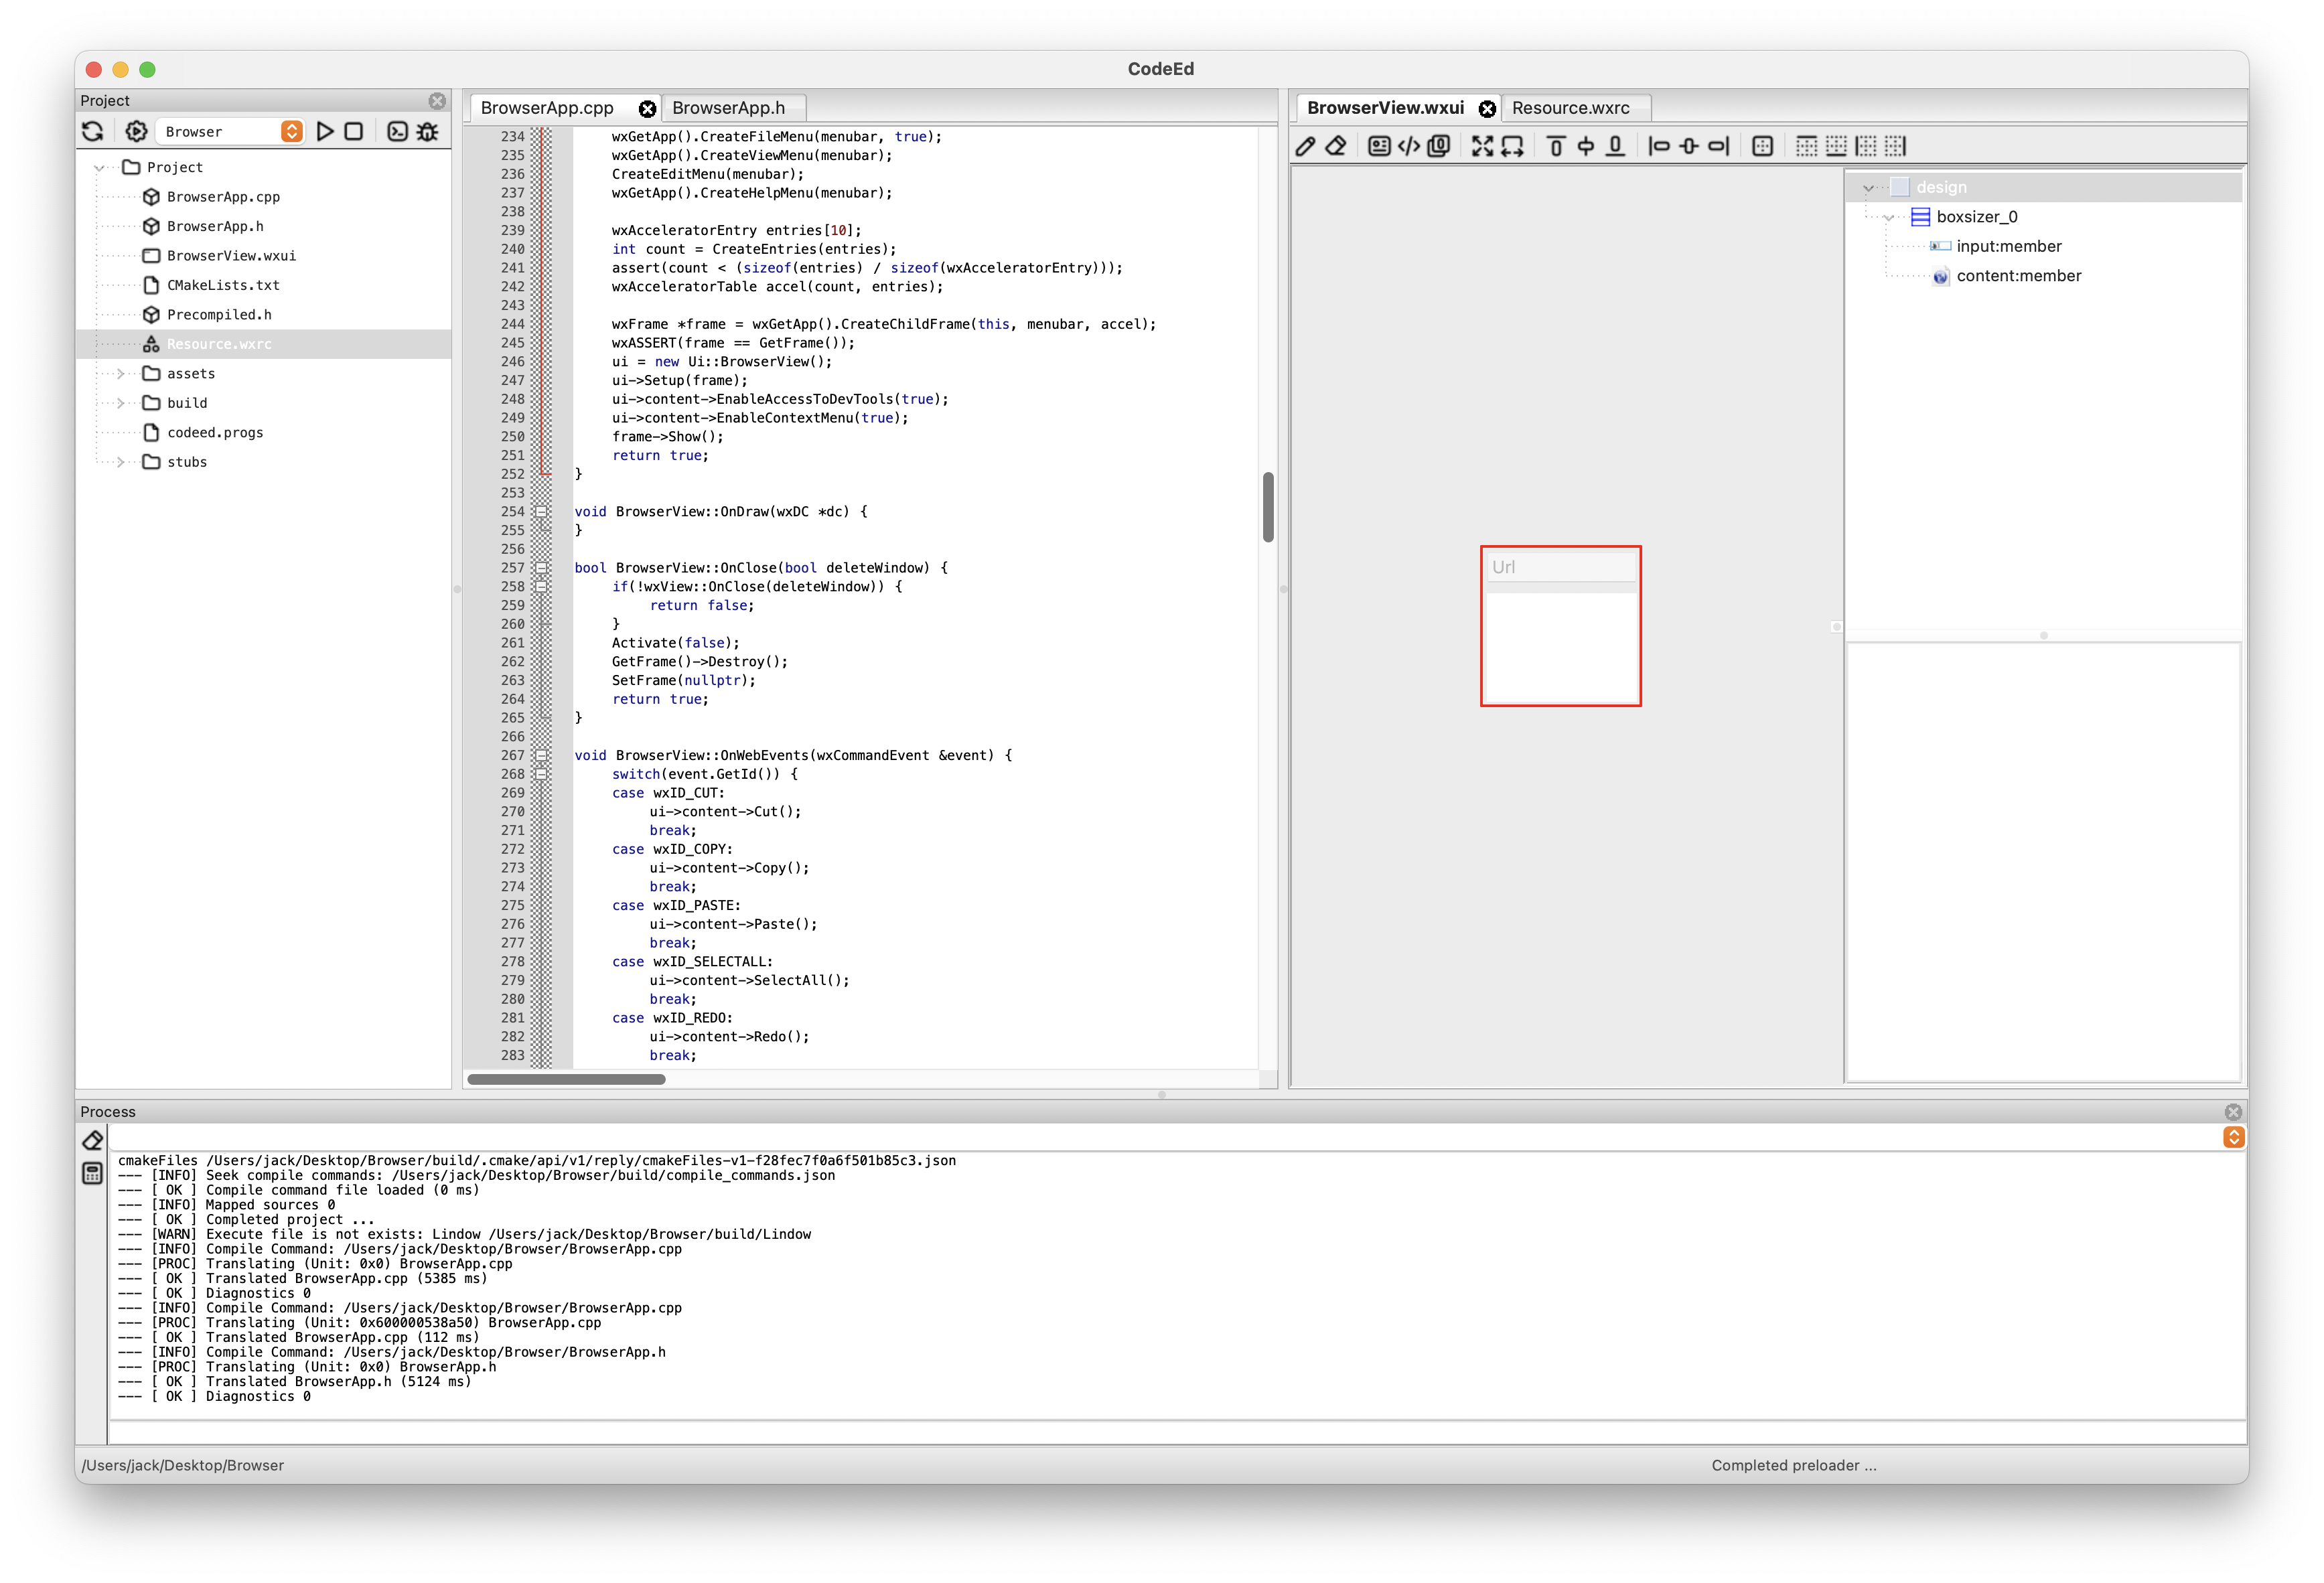 CodeEd
Project
Browser
Project
BrowserApp.cpp
BrowserApp.h
BrowserView.wxui
CMakeLists.txt
Precompiled.h
Resource.wxrc
assets
build
codeed.progs
stubs
BrowserApp.cpp BrowserApp.h
234 wxGetApp().CreateFileMenu(menubar, true);
235 wxGetApp().CreateViewMenu(menubar);
236 CreateEditMenu(menubar);
237 wxGetApp().CreateHelpMenu(menubar);
238
239 wxAcceleratorEntry entries[10];
240 int count = CreateEntries(entries);
241 assert(count < (sizeof(entries) / sizeof(wxAcceleratorEntry)));
242 wxAcceleratorTable accel(count, entries);
243
244 wxFrame *frame = wxGetApp().CreateChildFrame(this, menubar, accel);
245 wxASSERT(frame == GetFrame());
246 ui = new Ui::BrowserView();
247 ui->Setup(frame);
248 ui->content->EnableAccessToDevTools(true);
249 ui->content->EnableContextMenu(true);
250 frame->Show();
251 return true;
252 }
253
254 void BrowserView::OnDraw(wxDC *dc) {
255 }
256
257 bool BrowserView::OnClose(bool deleteWindow) {
258 if(!wxView::OnClose(deleteWindow)) {
259 return false;
260 }
261 Activate(false);
262 GetFrame()->Destroy();
263 SetFrame(nullptr);
264 return true;
265 }
266
267 void BrowserView::OnWebEvents(wxCommandEvent &event) {
268 switch(event.GetId()) {
269 case wxID_CUT:
270 ui->content->Cut();
271 break;
272 case wxID_COPY:
273 ui->content->Copy();
274 break;
275 case wxID_PASTE:
276 ui->content->Paste();
277 break;
278 case wxID_SELECTALL:
279 ui->content->SelectAll();
280 break;
281 case wxID_REDO:
282 ui->content->Redo();
283 break;
BrowserView.wxui Resource.wxrc
Url
design
boxsizer_0
input:member
content:member
Process
cmakeFiles /Users/jack/Desktop/Browser/build/.cmake/api/v1/reply/cmakeFiles-v1-f28fec7f0a6f501b85c3.json
--- [INFO] Seek compile commands: /Users/jack/Desktop/Browser/build/compile_commands.json
--- [ OK ] Compile command file loaded (0 ms)
--- [INFO] Mapped sources 0
--- [ OK ] Completed project ...
--- [WARN] Execute file is not exists: Lindow /Users/jack/Desktop/Browser/build/Lindow
--- [INFO] Compile Command: /Users/jack/Desktop/Browser/BrowserApp.cpp
--- [PROC] Translating (Unit: 0x0) BrowserApp.cpp
--- [ OK ] Translated BrowserApp.cpp (5385 ms)
--- [ OK ] Diagnostics 0
--- [INFO] Compile Command: /Users/jack/Desktop/Browser/BrowserApp.cpp
--- [PROC] Translating (Unit: 0x600000538a50) BrowserApp.cpp
--- [ OK ] Translated BrowserApp.cpp (112 ms)
--- [INFO] Compile Command: /Users/jack/Desktop/Browser/BrowserApp.h
--- [PROC] Translating (Unit: 0x0) BrowserApp.h
--- [ OK ] Translated BrowserApp.h (5124 ms)
--- [ OK ] Diagnostics 0
/Users/jack/Desktop/Browser
Completed preloader ...